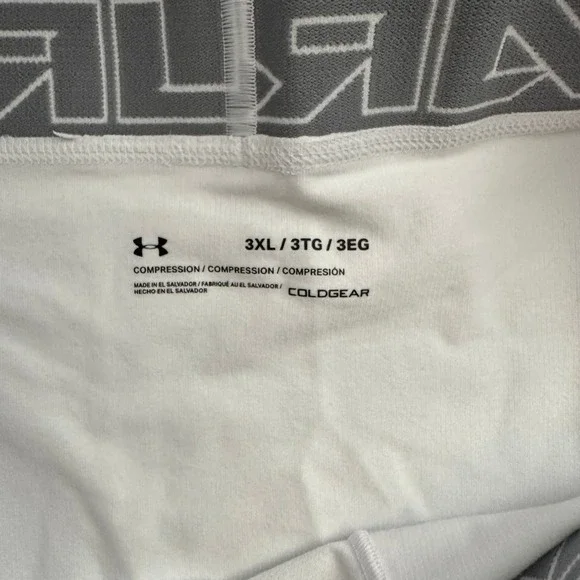 3XL / 3TG / 3EG
COMPRESSION / COMPRESSION / COMPRESIÓN
MADE IN EL SALVADOR / FABRIQUÉ AU EL SALVADOR /
HECHO EN EL SALVADOR
COLDGEAR